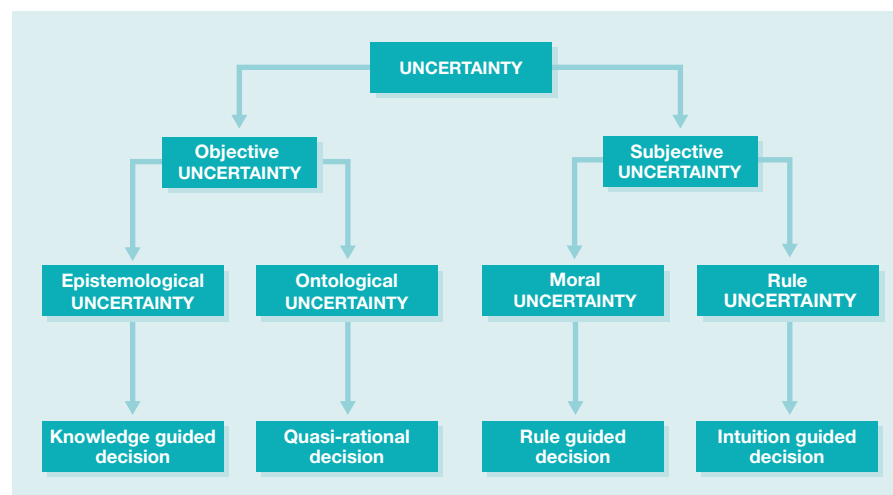 UNCERTAINTY
Objective
UNCERTAINTY
Subjective
UNCERTAINTY
Epistemological
UNCERTAINTY
Ontological
UNCERTAINTY
Moral
UNCERTAINTY
Rule
UNCERTAINTY
Knowledge guided
decision
Quasi-rational
decision
Rule guided
decision
Intuition guided
decision